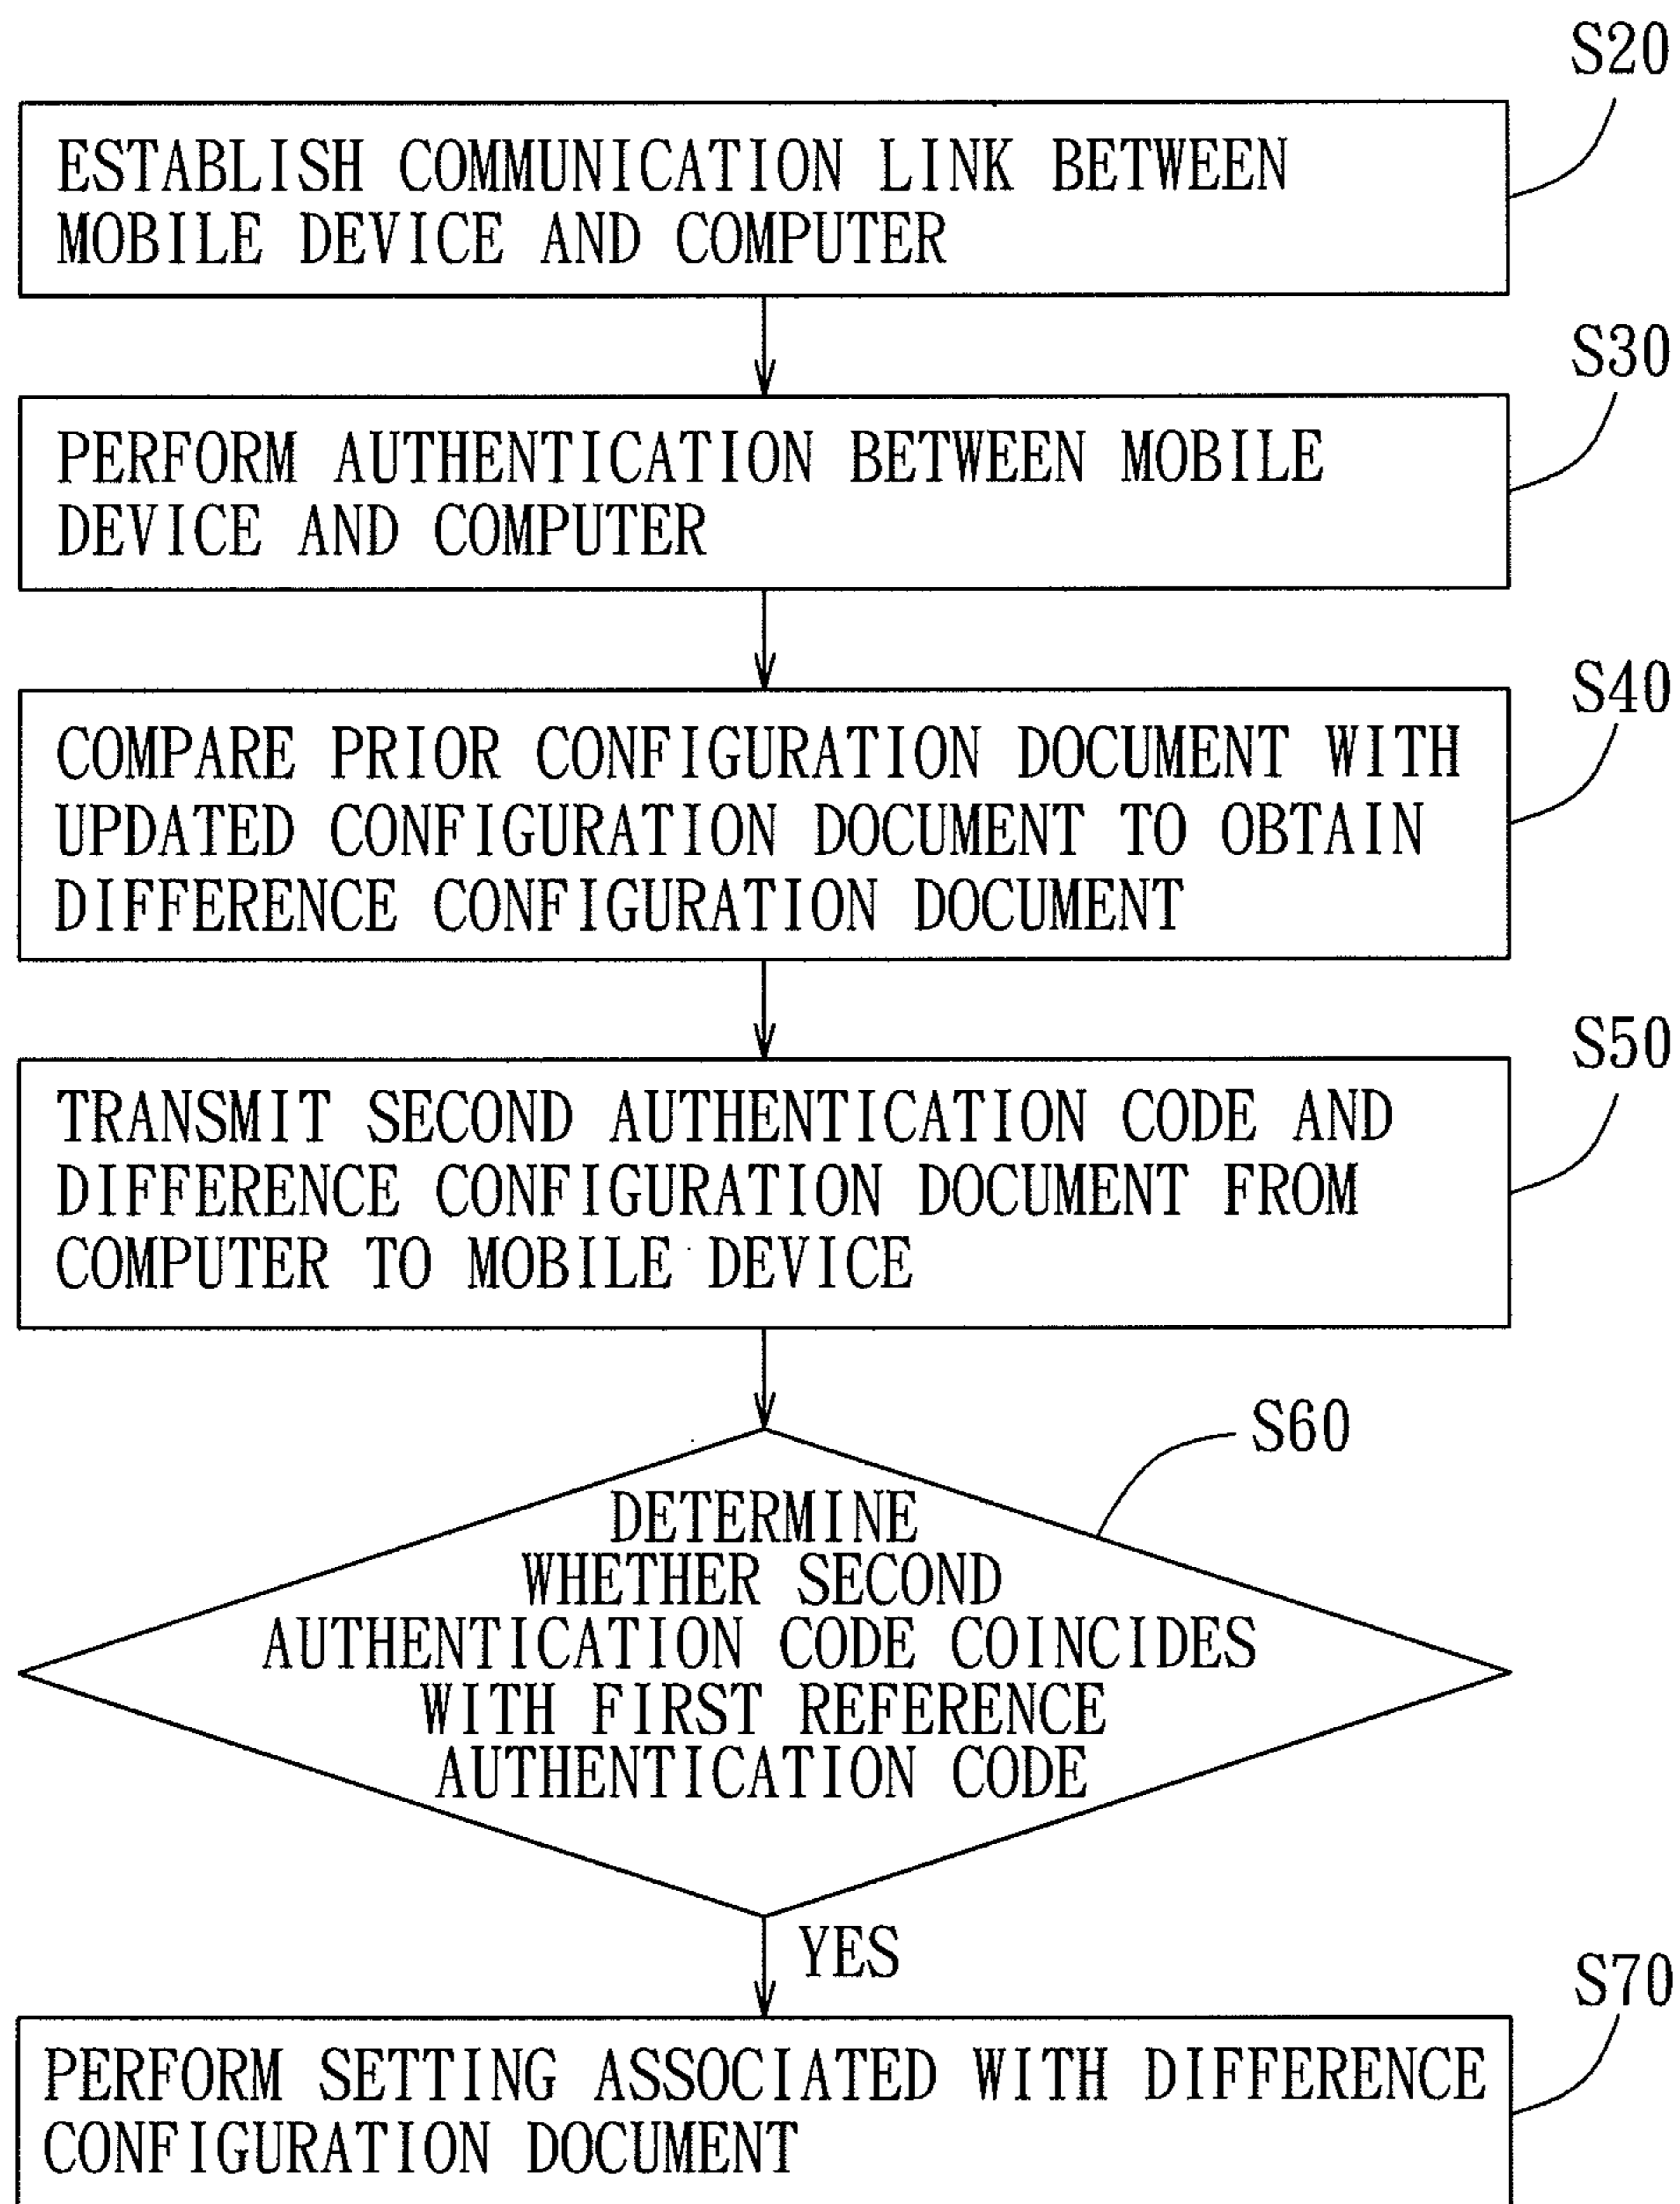 S20
ESTABLISH COMMUNICATION LINK BETWEEN
MOBILE DEVICE AND COMPUTER
S30
PERFORM AUTHENTICATION BETWEEN MOBILE
DEVICE AND COMPUTER
S40
COMPARE PRIOR CONFIGURATION DOCUMENT WITH
UPDATED CONFIGURATION DOCUMENT TO OBTAIN
DIFFERENCE CONFIGURATION DOCUMENT
S50
TRANSMIT SECOND AUTHENTICATION CODE AND
DIFFERENCE CONFIGURATION DOCUMENT FROM
COMPUTER TO MOBILE DEVICE
S60
DETERMINE
WHETHER SECOND
AUTHENTICATION CODE COINCIDES
WITH FIRST REFERENCE
AUTHENTICATION CODE
YES
S70
PERFORM SETTING ASSOCIATED WITH DIFFERENCE
CONFIGURATION DOCUMENT